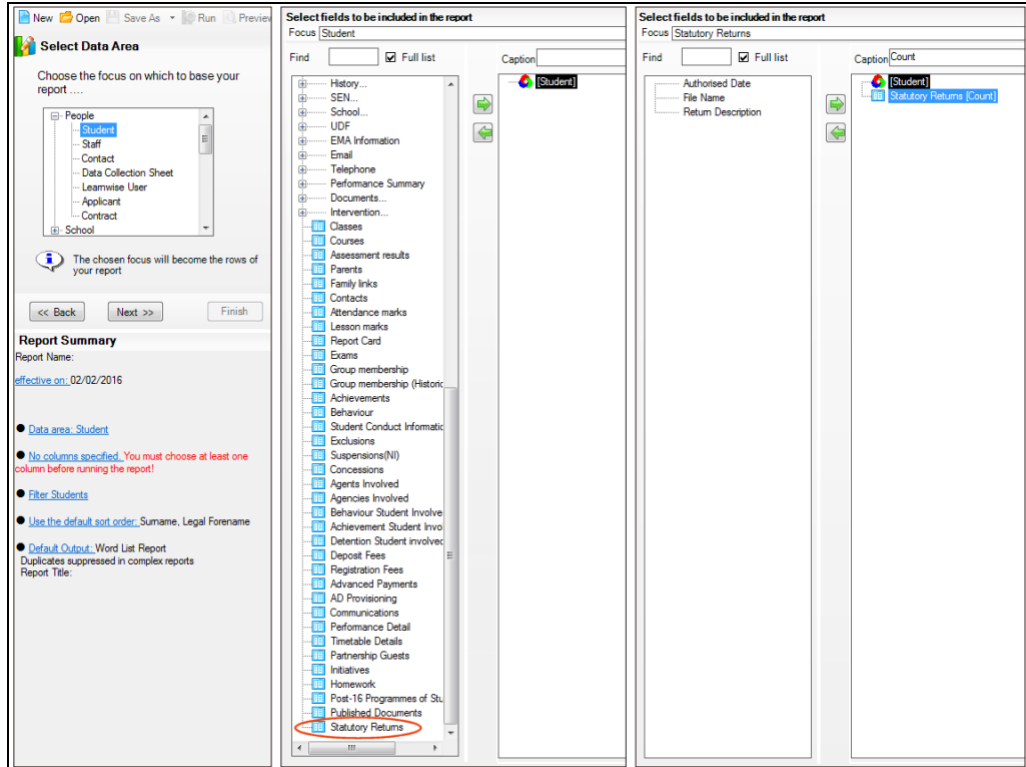 New Open Save As Run Preview
Select Data Area
Choose the focus on which to base your
report ....
People
Student
Staff
Contact
Data Collection Sheet
Learnwise User
Applicant
Contract
School
The chosen focus will become the rows of
your report
<< Back Next >> Finish
Report Summary
Report Name:
effective on: 02/02/2016
Data area: Student
No columns specified. You must choose at least one
column before running the report!
Filter Students
Use the default sort order: Surname, Legal Forename
Default Output: Word List Report
Duplicates suppressed in complex reports
Report Title:
Select fields to be included in the report
Focus Student
Find Full list Caption
History...
SEN...
School...
UDF
EMA Information
Email
Telephone
Performance Summary
Documents...
Intervention...
Classes
Courses
Assessment results
Parents
Family links
Contacts
Attendance marks
Lesson marks
Report Card
Exams
Group membership
Group membership (Historic
Achievements
Behaviour
Student Conduct Informatic
Exclusions
Suspensions(NI)
Concessions
Agents Involved
Agencies Involved
Behaviour Student Involve
Achievement Student Invo
Detention Student involved
Deposit Fees
Registration Fees
Advanced Payments
AD Provisioning
Communications
Performance Detail
Timetable Details
Partnership Guests
Initiatives
Homework
Post-16 Programmes of Stu
Published Documents
Statutory Returns
[Student]
Select fields to be included in the report
Focus Statutory Returns
Find Full list Caption Count
Authorised Date
File Name
Return Description
[Student]
Statutory Returns [Count]